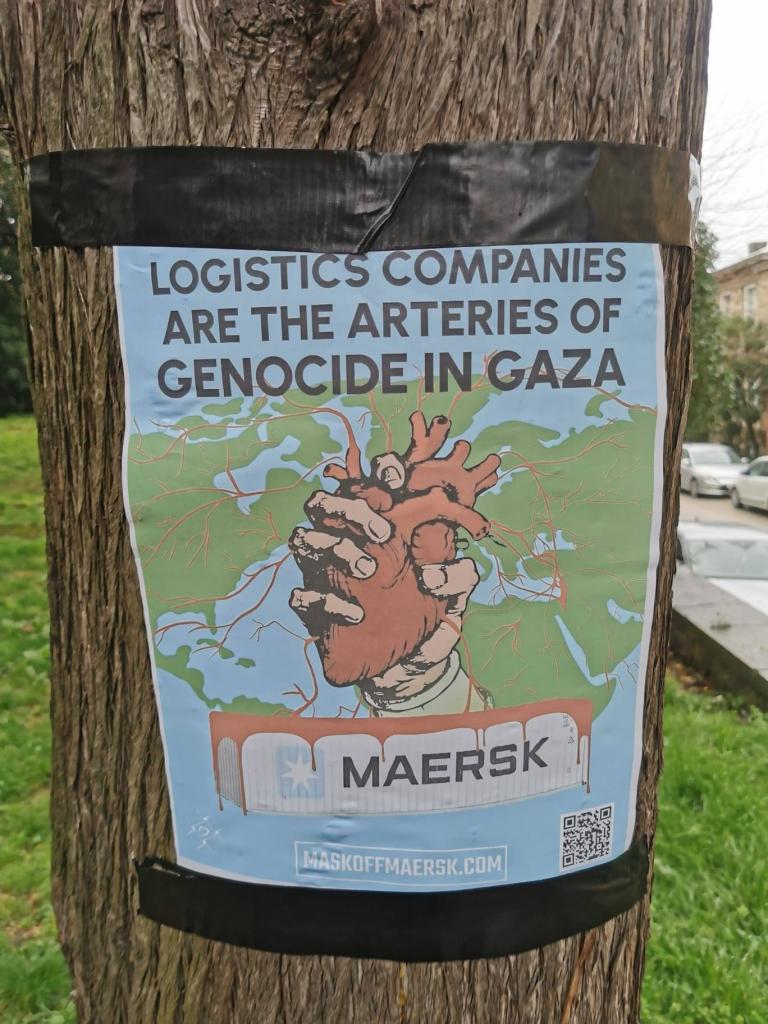 LOGISTICS COMPANIES
ARE THE ARTERIES OF
GENOCIDE IN GAZA
MAERSK
MASKOFFMAERSK.COM